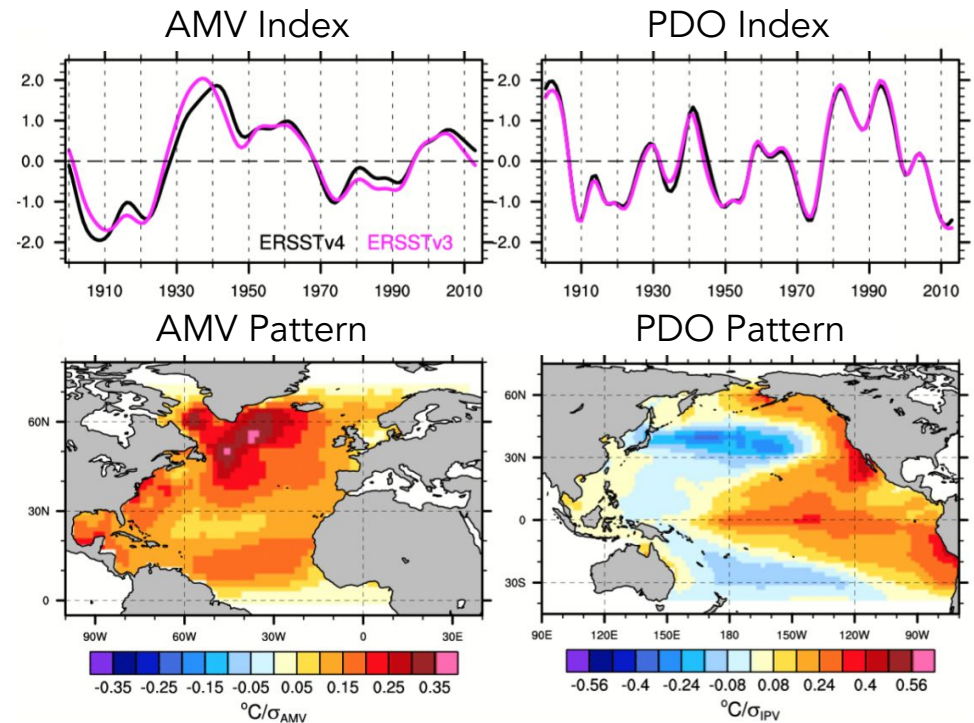 AMV Index
PDO Index
2.0
1.0
0.0
-1.0
-2.0
ERSSTv4 ERSSTv3
2.0
1.0
0.0
-1.0
-2.0
1910 1930 1950 1970 1990 2010
1910 1930 1950 1970 1990 2010
AMV Pattern
PDO Pattern
60N
30N
0
90W 60W 30W 0 30E
60N
30N
0
30S
90E 120E 150E 180 150W 120W 90W
-0.35 -0.25 -0.15 -0.05 0.05 0.15 0.25 0.35
°C/σAMV
-0.56 -0.4 -0.24 -0.08 0.08 0.24 0.4 0.56
°C/σIPV